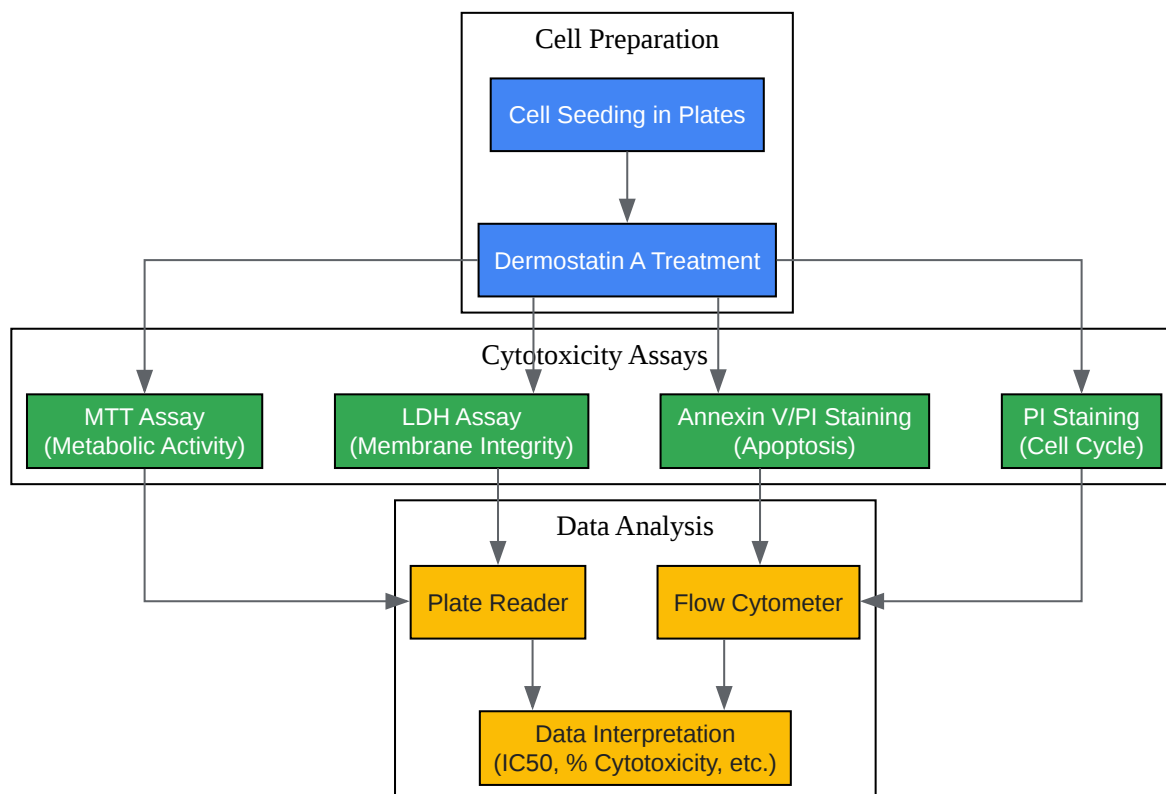 Cell Preparation
Cell Seeding in Plates
Dermostatin A Treatment
Cytotoxicity Assays
MTT Assay
(Metabolic Activity)
LDH Assay
(Membrane Integrity)
Annexin V/PI Staining
(Apoptosis)
PI Staining
(Cell Cycle)
Data Analysis
Plate Reader
Flow Cytometer
Data Interpretation
(IC50, % Cytotoxicity, etc.)